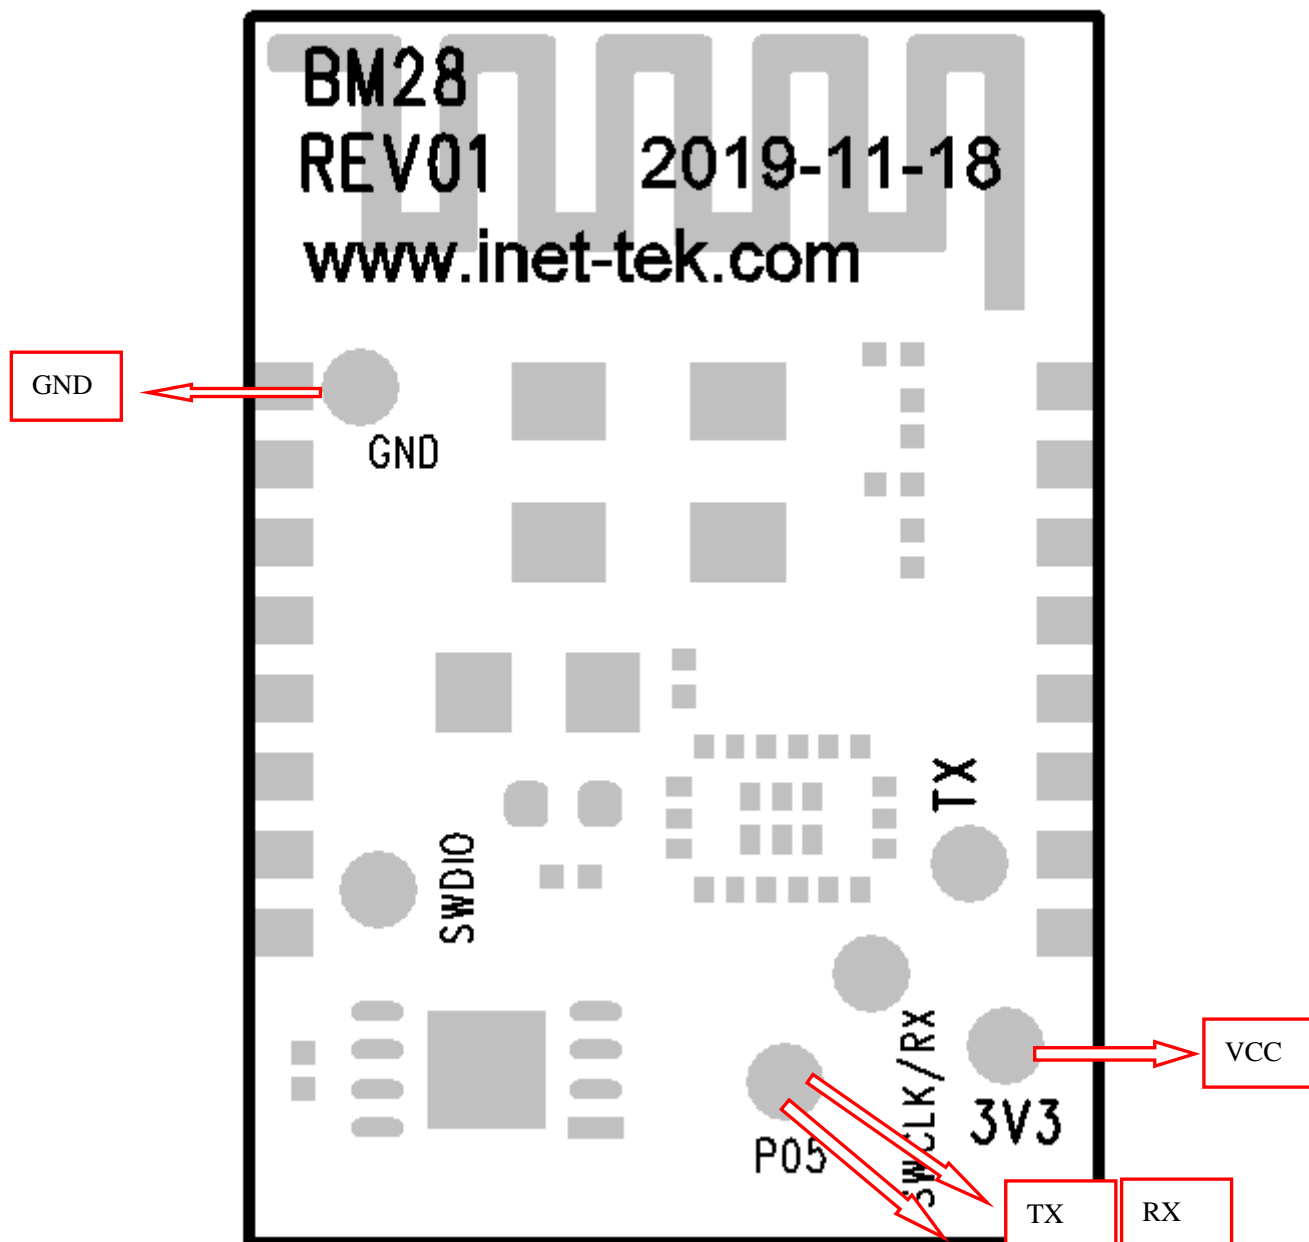 BM28
REV01 2019-11-18
www.inet-tek.com
GND
GND
TX
SWDIO
SWCLK/RX
VCC
3V3
P05
TX
RX